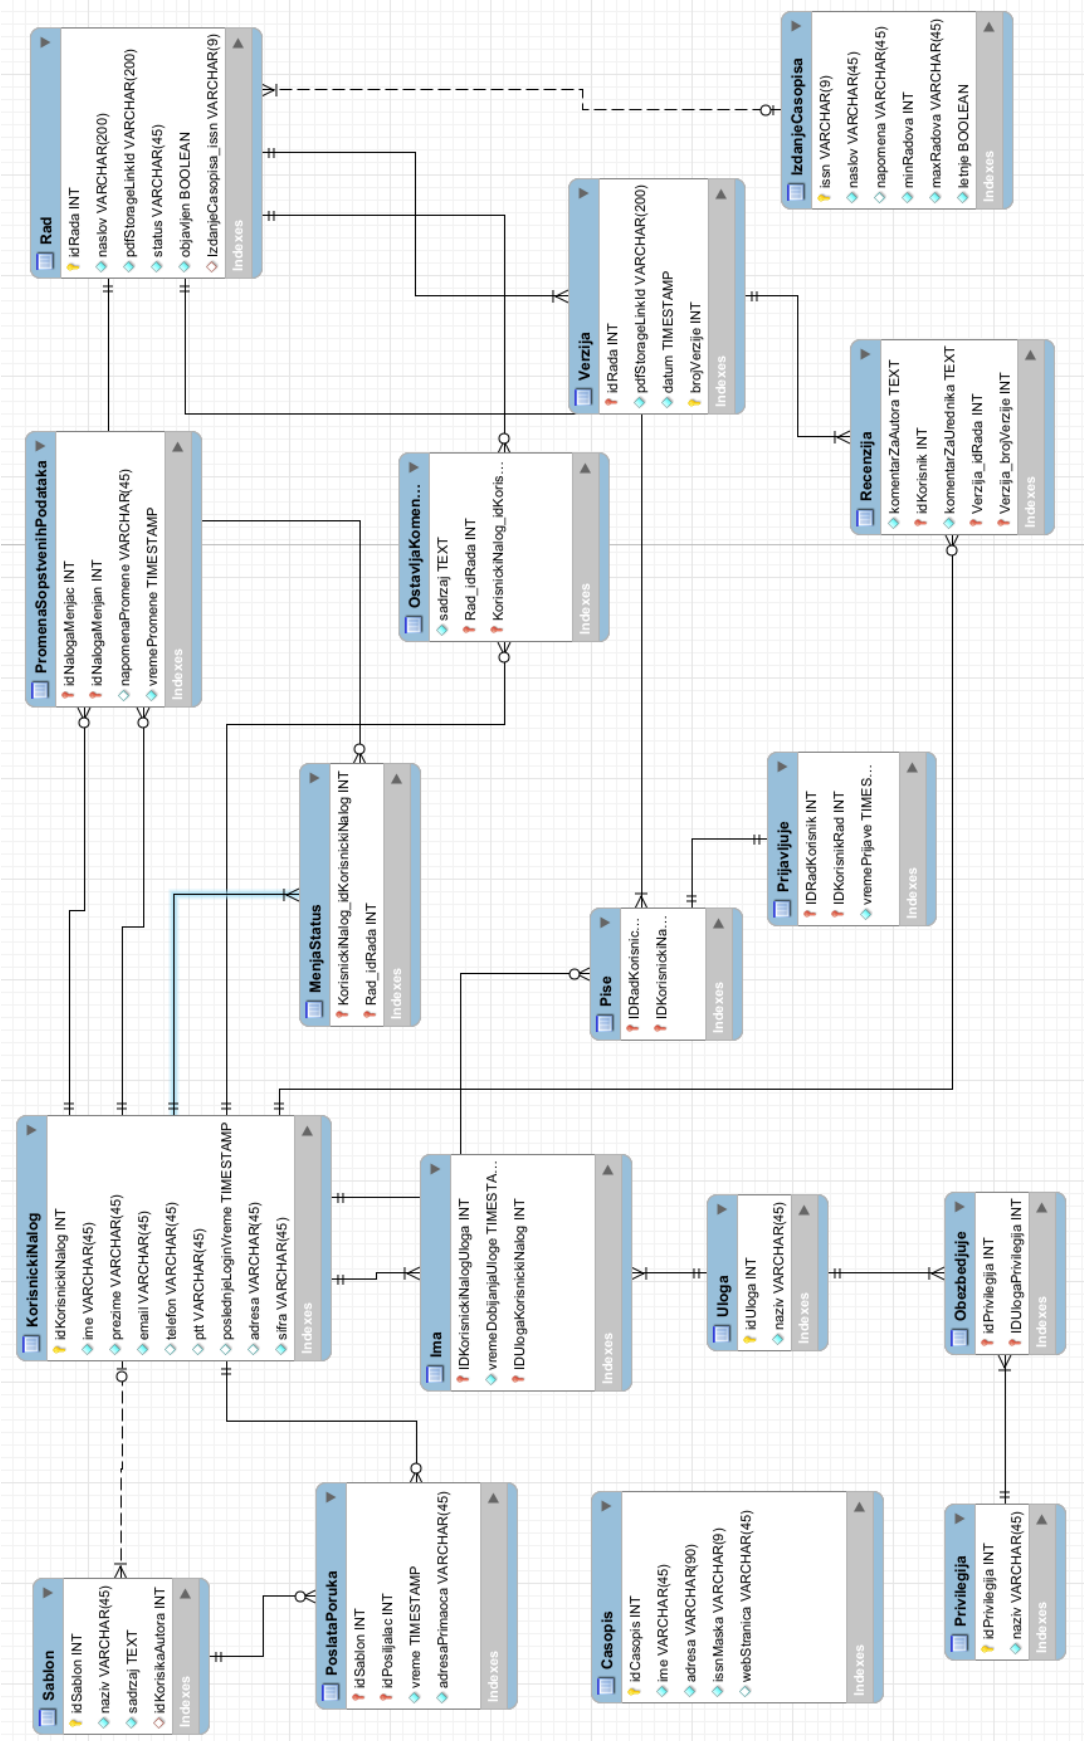 Sablon
idSablon INT
naziv VARCHAR(45)
sadrzaj TEXT
idKorisikaAutora INT
Indexes
KorisnickiNalog
idKorisnickiNalog INT
ime VARCHAR(45)
prezime VARCHAR(45)
email VARCHAR(45)
telefon VARCHAR(45)
ptt VARCHAR(45)
poslednjeLoginVreme TIMESTAMP
adresa VARCHAR(45)
sifra VARCHAR(45)
Indexes
PromenaSopstvenihPodataka
idNalogaMenjac INT
idNalogaMenjan INT
napomenaPromene VARCHAR(45)
vremePromene TIMESTAMP
Indexes
Rad
idRada INT
naslov VARCHAR(200)
pdfStorageLinkId VARCHAR(200)
status VARCHAR(45)
objavljen BOOLEAN
IzdanjeCasopisa_issn VARCHAR(9)
Indexes
PoslataPoruka
idSablon INT
idPosiljalac INT
vreme TIMESTAMP
adresaPrimaoca VARCHAR(45)
Indexes
MenjaStatus
KorisnickiNalog_idKorisnickiNalog INT
Rad_idRada INT
Indexes
OstavljaKomen...
sadrzaj TEXT
Rad_idRada INT
KorisnickiNalog_idKoris...
Indexes
Ima
IDKorisnickiNalogUloga INT
vremeDobijanjaUloge TIMESTA...
IDUlogaKorisnickiNalog INT
Indexes
Verzija
idRada INT
pdfStorageLinkId VARCHAR(200)
datum TIMESTAMP
brojVerzije INT
Indexes
Casopis
idCasopis INT
ime VARCHAR(45)
adresa VARCHAR(90)
issnMaska VARCHAR(9)
webStranica VARCHAR(45)
Indexes
Pise
IDRadKorisnic...
IDKorisnickiNa...
Indexes
Uloga
idUloga INT
naziv VARCHAR(45)
Indexes
Prijavljuje
IDRadKorisnik INT
IDKorisnikRad INT
vremePrijave TIMES...
Indexes
IzdanjeCasopisa
issn VARCHAR(9)
naslov VARCHAR(45)
napomena VARCHAR(45)
minRadova INT
maxRadova VARCHAR(45)
letnje BOOLEAN
Indexes
Recenzija
komentarZaAutora TEXT
idKorisnik INT
komentarZaUrednika TEXT
Verzija_idRada INT
Verzija_brojVerzije INT
Indexes
Privilegija
idPrivilegija INT
naziv VARCHAR(45)
Indexes
Obezbedjuje
idPrivilegija INT
IDUlogaPrivilegija INT
Indexes